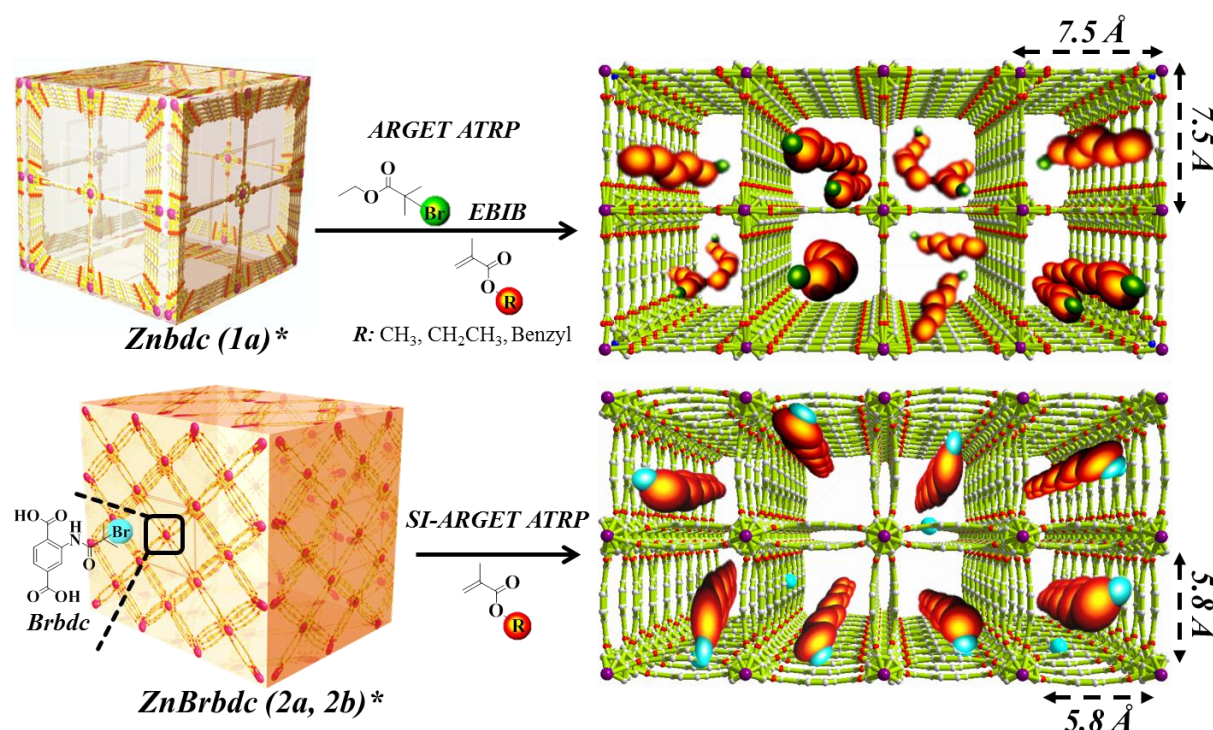 7.5 Å
7.5 Å
ARGET ATRP
O
O
Br
EBIB
O
O
R
R: CH₃, CH₂CH₃, Benzyl
Znbdc (1a)*
SI-ARGET ATRP
HO
O
H
N
O
Br
O
OH
Brbdc
O
O
R
5.8 Å
5.8 Å
ZnBrbdc (2a, 2b)*